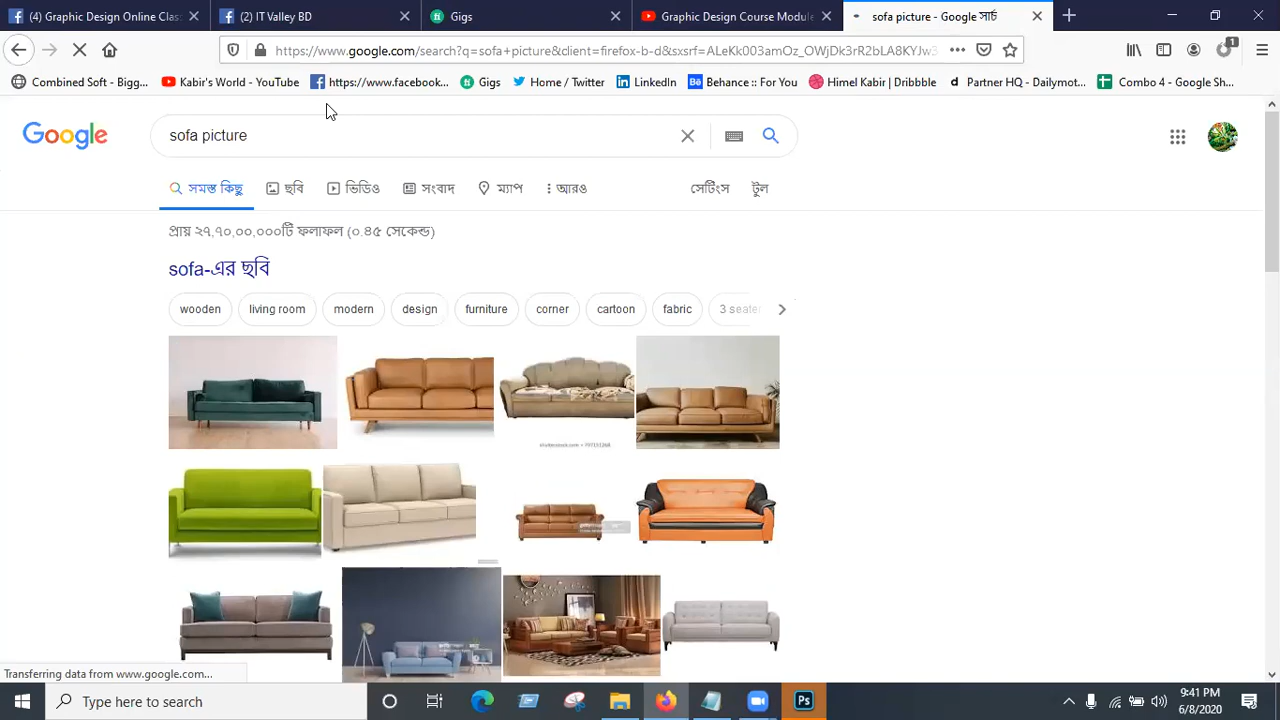 (4) Graphic Design Online Clas
(2) IT Valley BD
Gigs
Graphic Design Course Module
sofa picture - Google সার্চ
https://www.google.com/search?q=sofa+picture&client=firefox-b-d&sxsrf=ALeKk003amOz_OWjDk3rR2bLA8KYJw3
Combined Soft - Bigg...
Kabir's World - YouTube
https://www.facebook...
Gigs
Home / Twitter
LinkedIn
Behance :: For You
Himel Kabir | Dribbble
Partner HQ - Dailymot...
Combo 4 - Google Sh...
Google
sofa picture
সমস্ত কিছু
ছবি
ভিডিও
সংবাদ
ম্যাপ
আরও
সেটিংস
টুল
প্রায় ২৭,৭০,০০,০০০টি ফলাফল (০.৪৫ সেকেন্ড)
sofa-এর ছবি
wooden
living room
modern
design
furniture
corner
cartoon
fabric
3 seater
Transferring data from www.google.com...
Type here to search
Ps
9:41 PM
6/8/2020